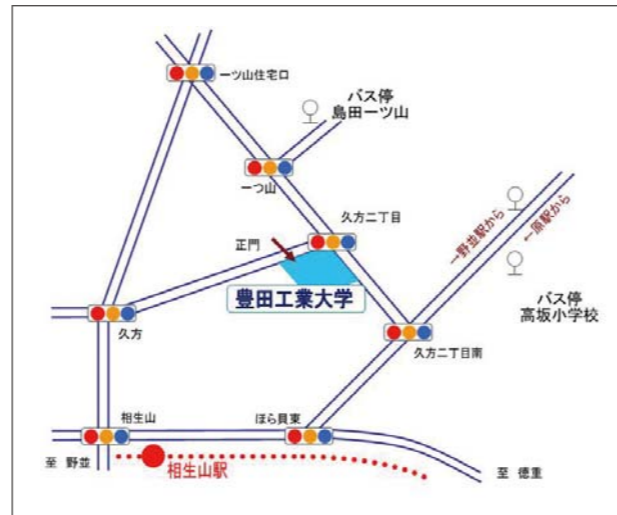 一ツ山住宅口
バス停
島田一ツ山
一つ山
久方二丁目
正門
→野並駅から
←原駅から
豊田工業大学
バス停
高坂小学校
久方
久方二丁目南
相生山
ほら貝東
至 野並
相生山駅
至 徳重